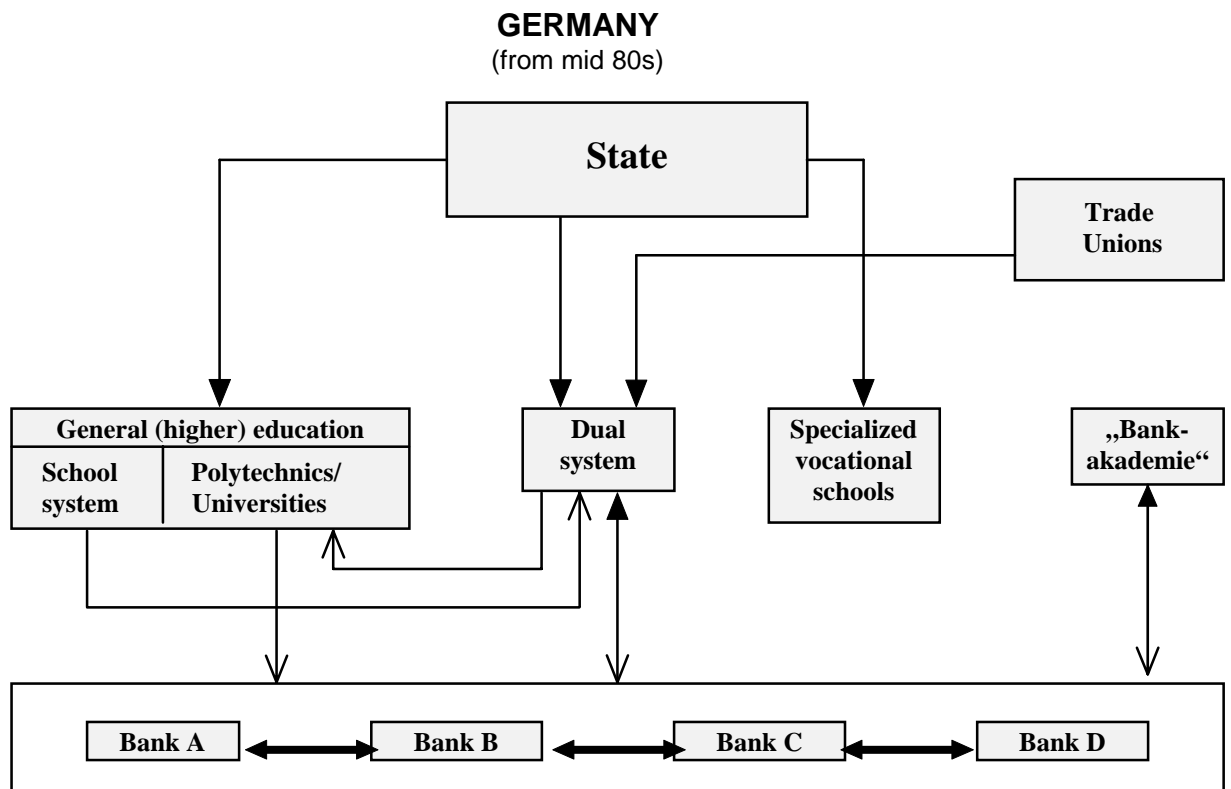 GERMANY
(from mid 80s)
State
Trade
Unions
General (higher) education
School
system
Polytechnics/
Universities
Dual
system
Specialized
vocational
schools
„Bank-
akademie“
Bank A
Bank B
Bank C
Bank D